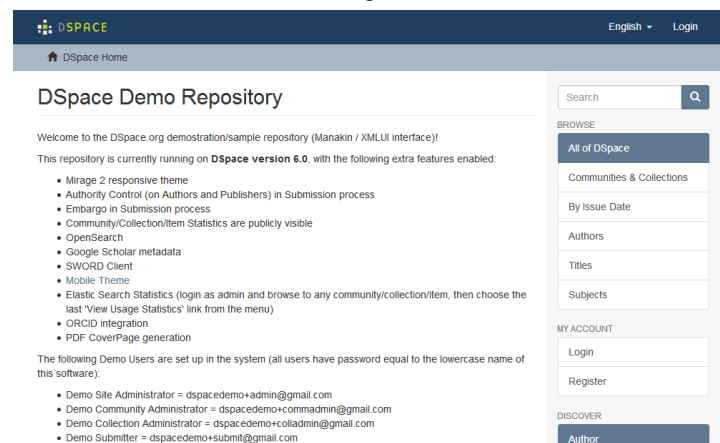 DSPACE
English
Login
DSpace Home
DSpace Demo Repository
Welcome to the DSpace.org demostration/sample repository (Manakin / XMLUI interface)!
This repository is currently running on DSpace version 6.0, with the following extra features enabled:
• Mirage 2 responsive theme
• Authority Control (on Authors and Publishers) in Submission process
• Embargo in Submission process
• Community/Collection/Item Statistics are publicly visible
• OpenSearch
• Google Scholar metadata
• SWORD Client
• Mobile Theme
• Elastic Search Statistics (login as admin and browse to any community/collection/item, then choose the
last 'View Usage Statistics' link from the menu)
• ORCID integration
• PDF CoverPage generation
The following Demo Users are set up in the system (all users have password equal to the lowercase name of
this software):
• Demo Site Administrator = dspacedemo+admin@gmail.com
• Demo Community Administrator = dspacedemo+commadmin@gmail.com
• Demo Collection Administrator = dspacedemo+colladmin@gmail.com
• Demo Submitter = dspacedemo+submit@gmail.com
Search
BROWSE
All of DSpace
Communities & Collections
By Issue Date
Authors
Titles
Subjects
MY ACCOUNT
Login
Register
DISCOVER
Author